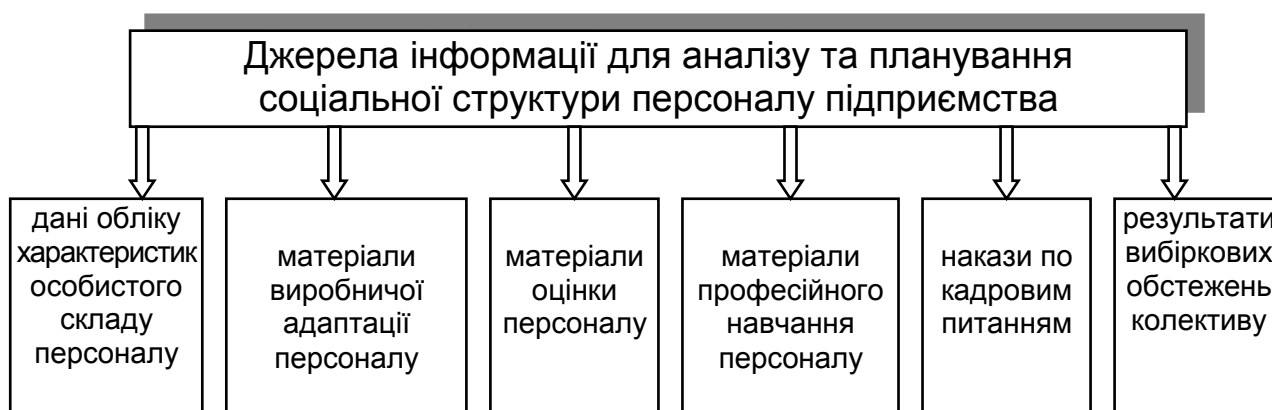 Джерела інформації для аналізу та планування
соціальної структури персоналу підприємства
дані обліку
характеристик
особистого
складу
персоналу
матеріали
виробничої
адаптації
персоналу
матеріали
оцінки
персоналу
матеріали
професійного
навчання
персоналу
накази по
кадровим
питанням
результати
вибіркових
обстежень
колективу